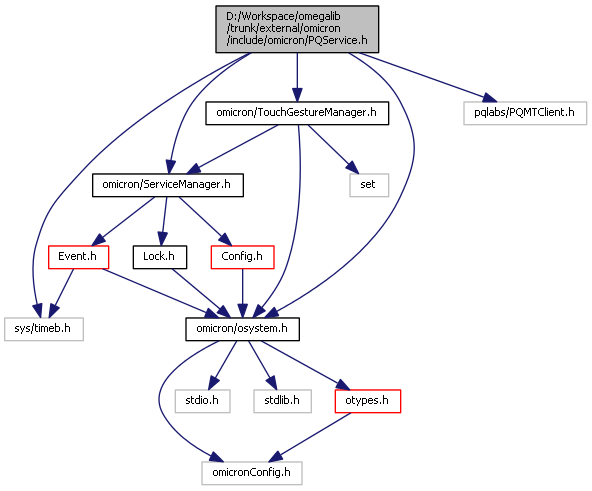 D:/Workspace/omegalib
/trunk/external/omicron
/include/omicron/PQService.h
omicron/TouchGestureManager.h
pqlabs/PQMTClient.h
omicron/ServiceManager.h
set
Event.h
Lock.h
Config.h
sys/timeb.h
omicron/osystem.h
stdio.h
stdlib.h
otypes.h
omicronConfig.h